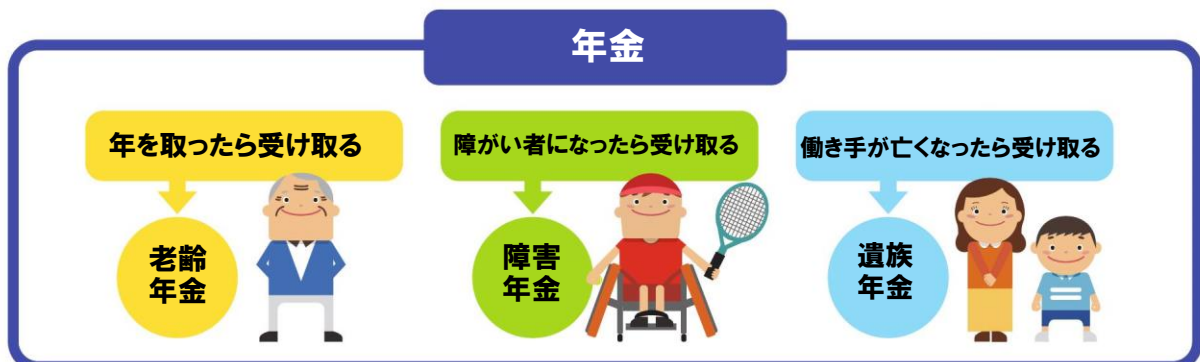 年金
年を取ったら受け取る
老齢
年金
障がい者になったら受け取る
障害
年金
働き手が亡くなったら受け取る
遺族
年金